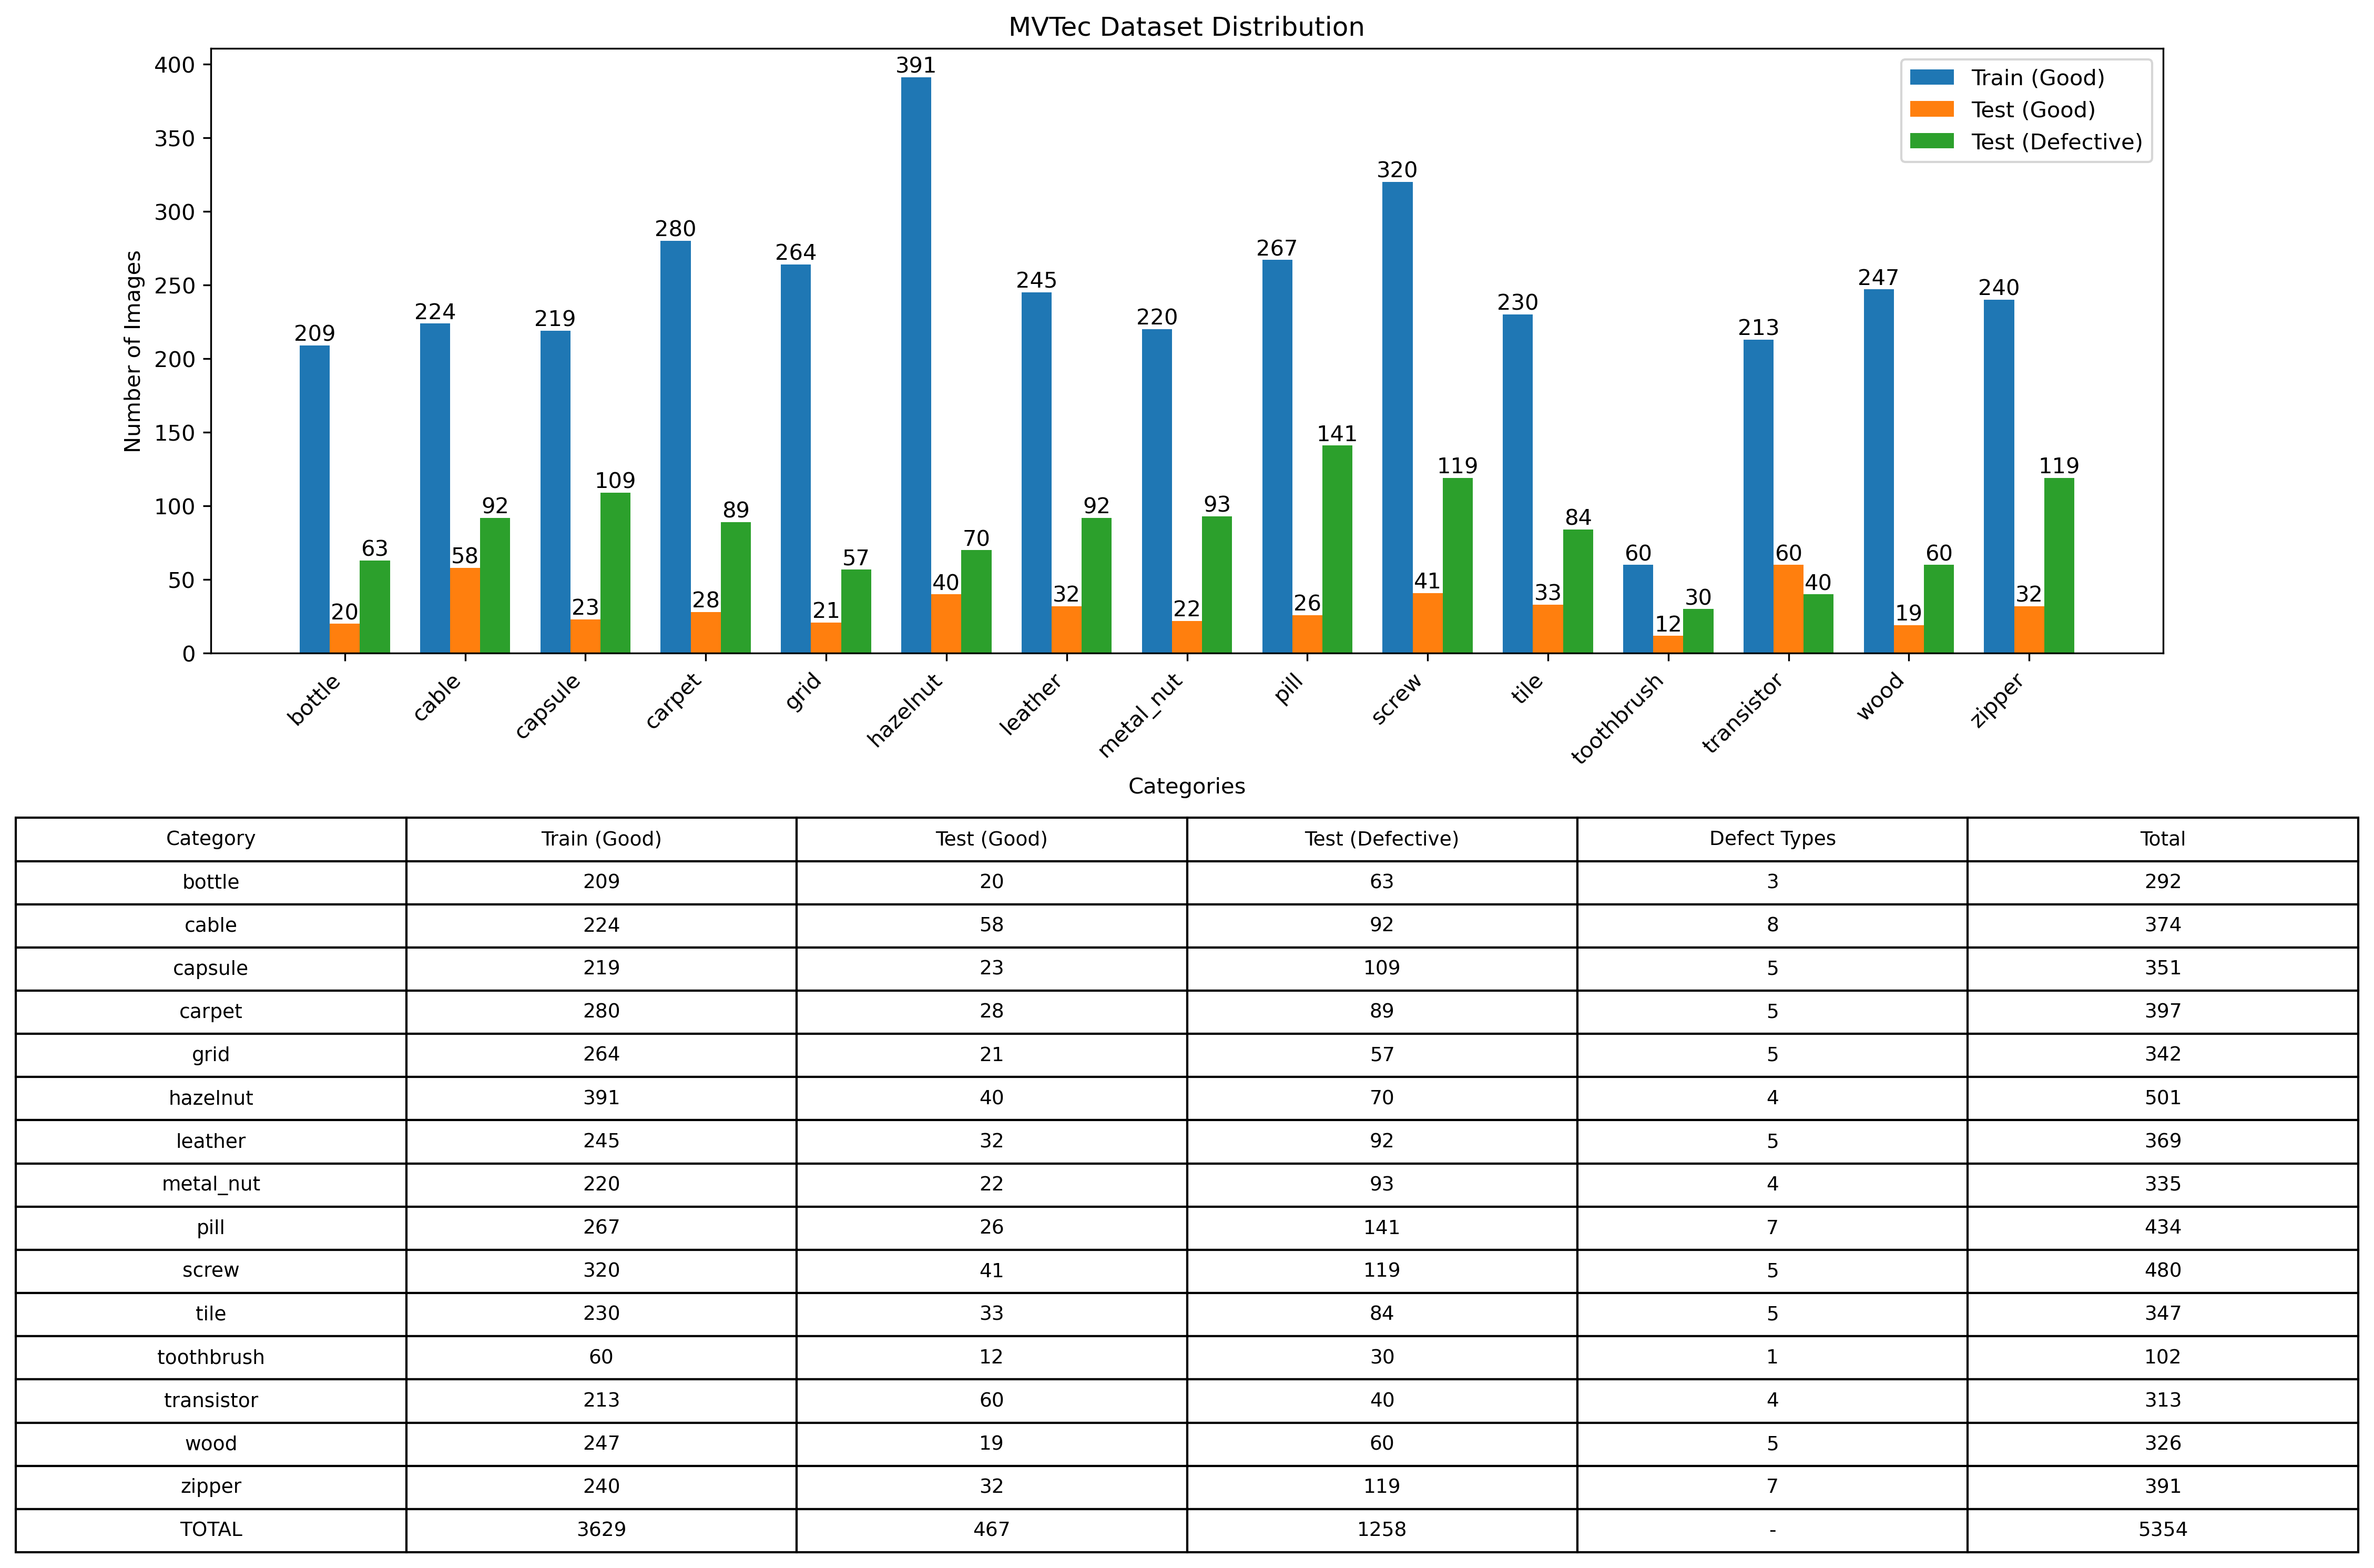 MVTec Dataset Distribution
Number of Images
400
350
300
250
200
150
100
50
0
Train (Good)
Test (Good)
Test (Defective)
209 20 63
224 58 92
219 23 109
280 28 89
264 21 57
391 40 70
245 32 92
220 22 93
267 26 141
320 41 119
230 33 84
60 12 30
213 60 40
247 19 60
240 32 119
bottle cable capsule carpet grid hazelnut leather metal_nut pill screw tile toothbrush transistor wood zipper
Categories
Category Train (Good) Test (Good) Test (Defective) Defect Types Total
bottle 209 20 63 3 292
cable 224 58 92 8 374
capsule 219 23 109 5 351
carpet 280 28 89 5 397
grid 264 21 57 5 342
hazelnut 391 40 70 4 501
leather 245 32 92 5 369
metal_nut 220 22 93 4 335
pill 267 26 141 7 434
screw 320 41 119 5 480
tile 230 33 84 5 347
toothbrush 60 12 30 1 102
transistor 213 60 40 4 313
wood 247 19 60 5 326
zipper 240 32 119 7 391
TOTAL 3629 467 1258 - 5354